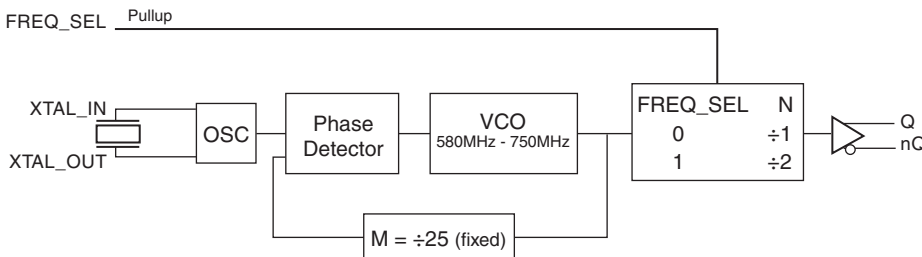 FREQ_SEL Pullup
XTAL_IN
XTAL_OUT
OSC
Phase
Detector
VCO
580MHz - 750MHz
FREQ_SEL N
0 ÷1
1 ÷2
Q
nQ
M = ÷25 (fixed)